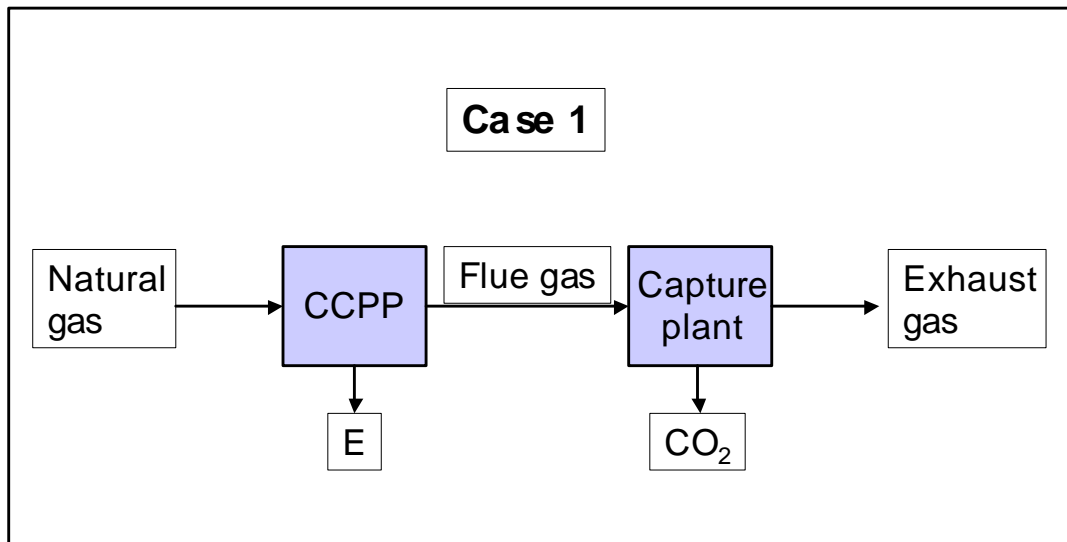 Case 1
Natural
gas
CCPP
Flue gas
Capture
plant
Exhaust
gas
E
CO₂